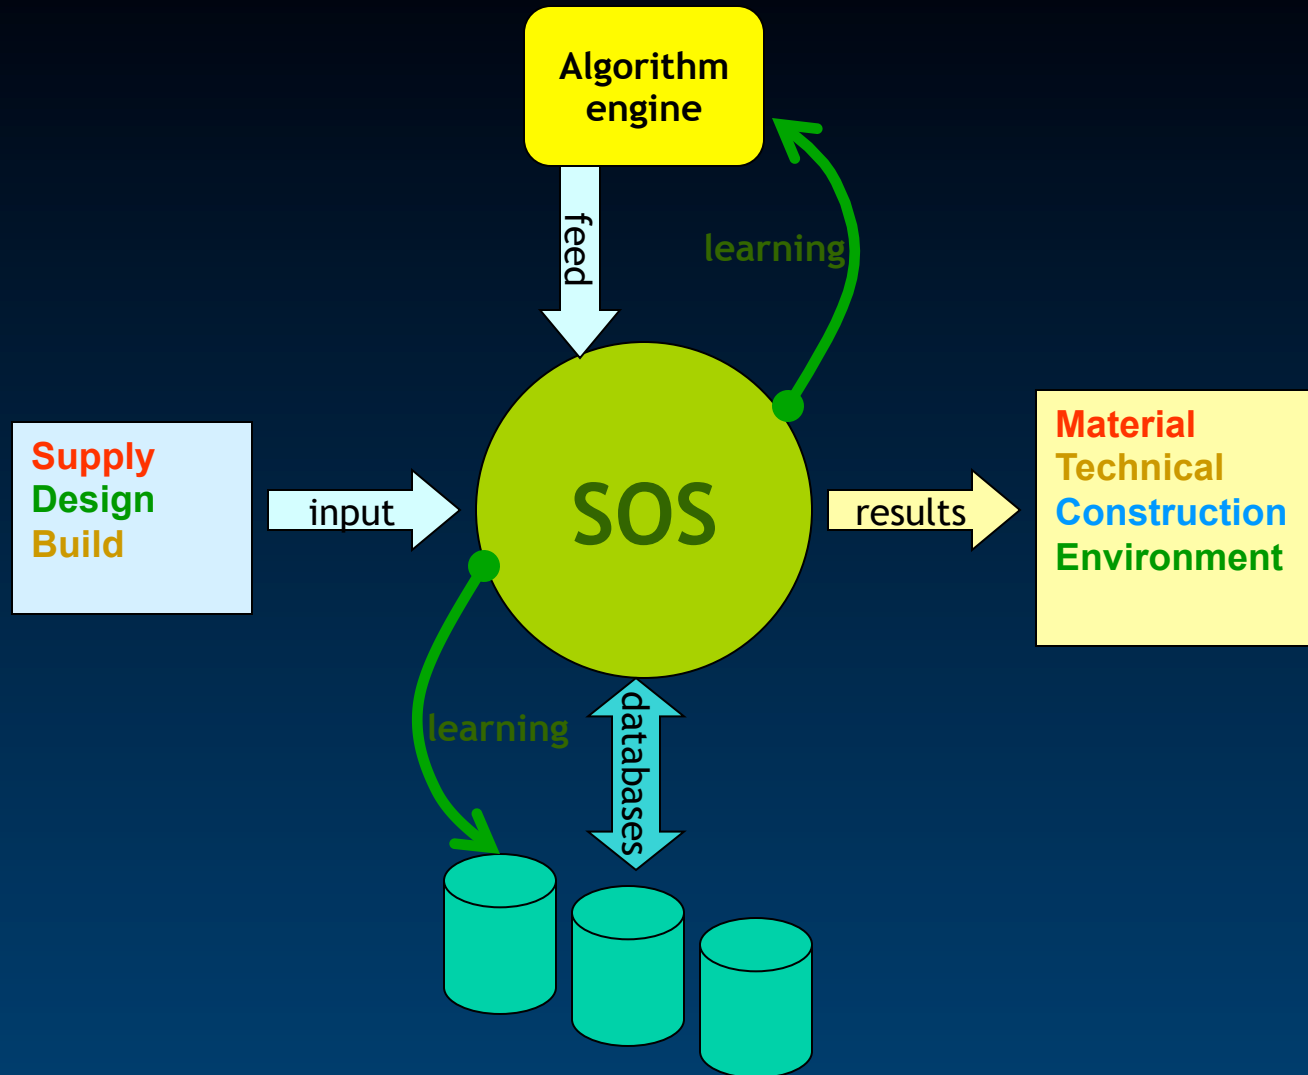 Algorithm
engine
feed
learning
Supply
Design
Build
input
SOS
results
Material
Technical
Construction
Environment
learning
databases